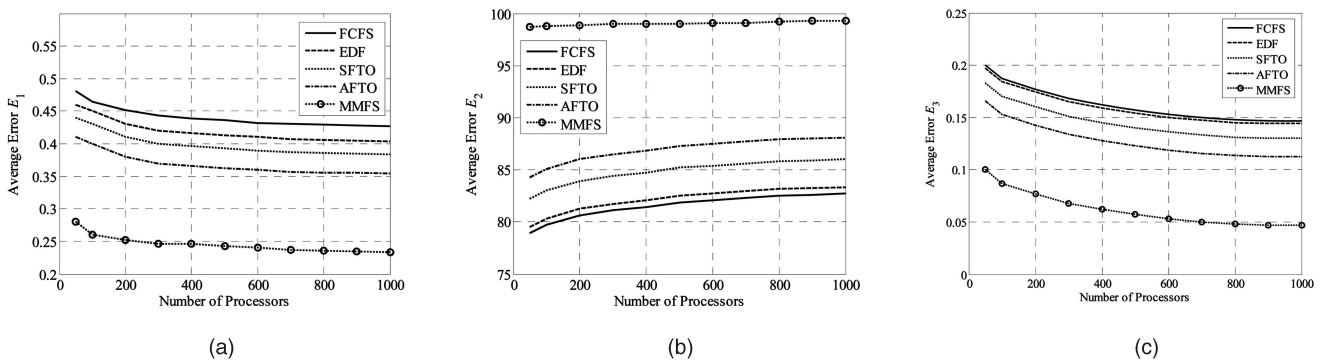 0.55
0.5
0.45
0.4
0.35
0.3
0.25
0.2
Average Error E1
0 200 400 600 800 1000
Number of Processors
FCFS
EDF
SFTO
AFTO
MMFS
(a)
100
95
90
85
80
75
Average Error E2
0 200 400 600 800 1000
Number of Processors
FCFS
EDF
SFTO
AFTO
MMFS
(b)
0.2
0.15
0.1
0.05
0
Average Error E3
0 200 400 600 800 1000
Number of Processors
FCFS
EDF
SFTO
AFTO
MMFS
(c)